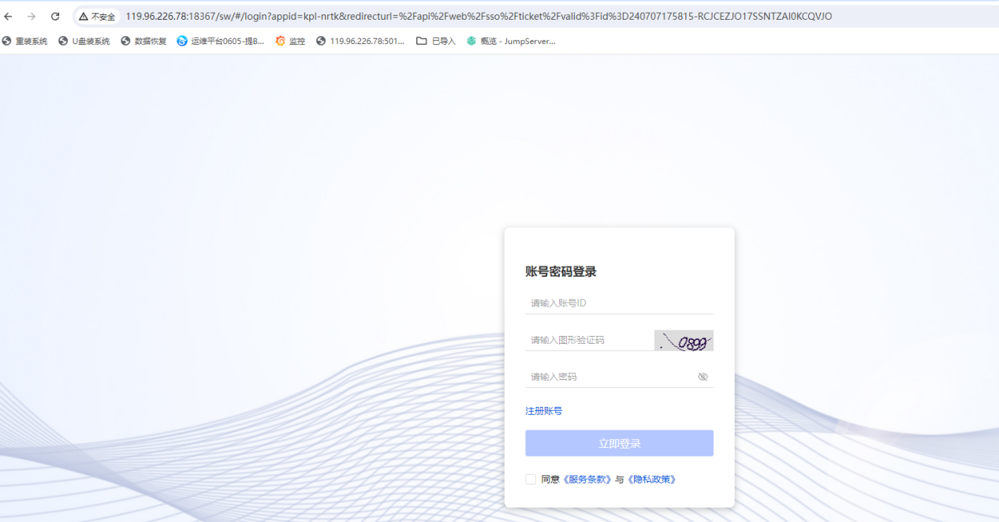 不安全 119.96.226.78:18367/sw/#/login?appid=kpl-nrtk&redirecturl=%2Fapi%2Fweb%2Fsso%2Fticket%2Fvalid%3Fid%3D240707175815-RCJCEZJO17SSNTZAI0KCQVJO
重装系统 U盘装系统 数据恢复 运维平台0605-提B... 监控 119.96.226.78:501... 已导入 概览 - JumpServer...
账号密码登录
请输入账号ID
请输入图形验证码 0899
请输入密码
注册账号
立即登录
同意《服务条款》与《隐私政策》